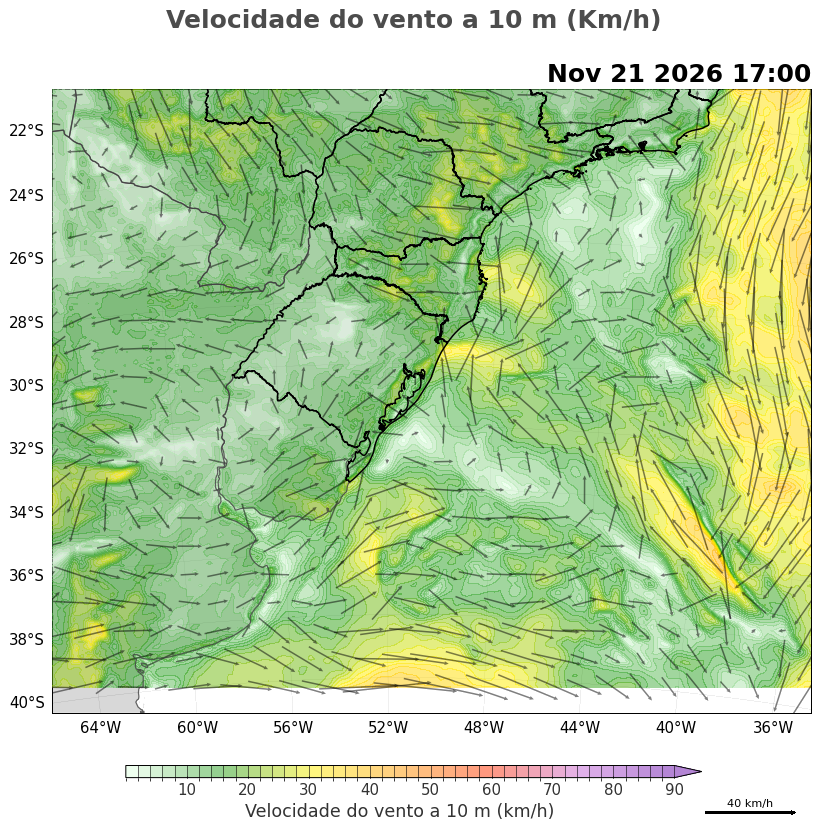 Velocidade do vento a 10 m (Km/h)
Nov 21 2026 17:00
22°S
24°S
26°S
28°S
30°S
32°S
34°S
36°S
38°S
40°S
64°W 60°W 56°W 52°W 48°W 44°W 40°W 36°W
10 20 30 40 50 60 70 80 90
Velocidade do vento a 10 m (km/h)
40 km/h